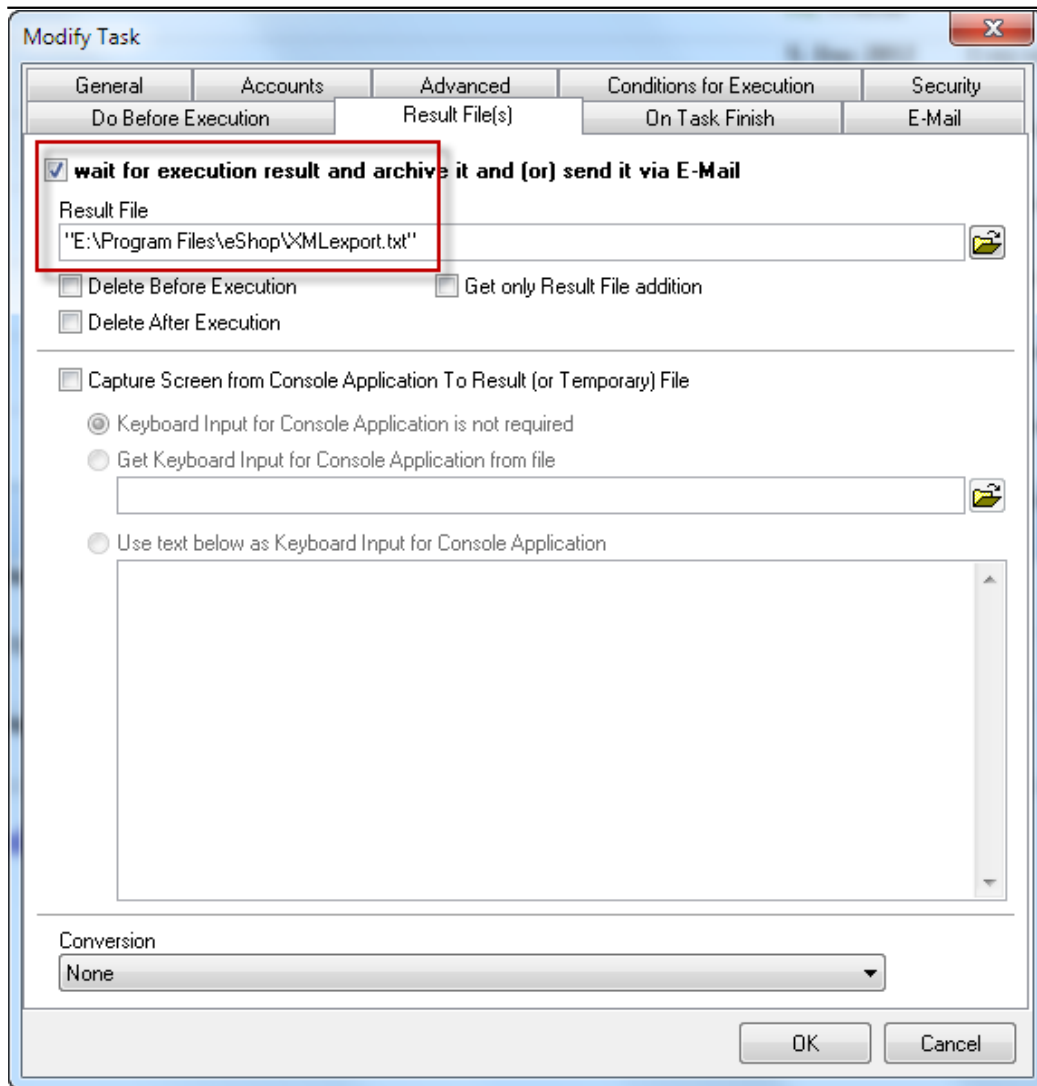 Modify Task
General Accounts Advanced Conditions for Execution Security
Do Before Execution Result File(s) On Task Finish E-Mail
wait for execution result and archive it and (or) send it via E-Mail
Result File
"E:\Program Files\eShop\XMLexport.txt"
Delete Before Execution Get only Result File addition
Delete After Execution
Capture Screen from Console Application To Result (or Temporary) File
Keyboard Input for Console Application is not required
Get Keyboard Input for Console Application from file
Use text below as Keyboard Input for Console Application
Conversion
None
OK Cancel